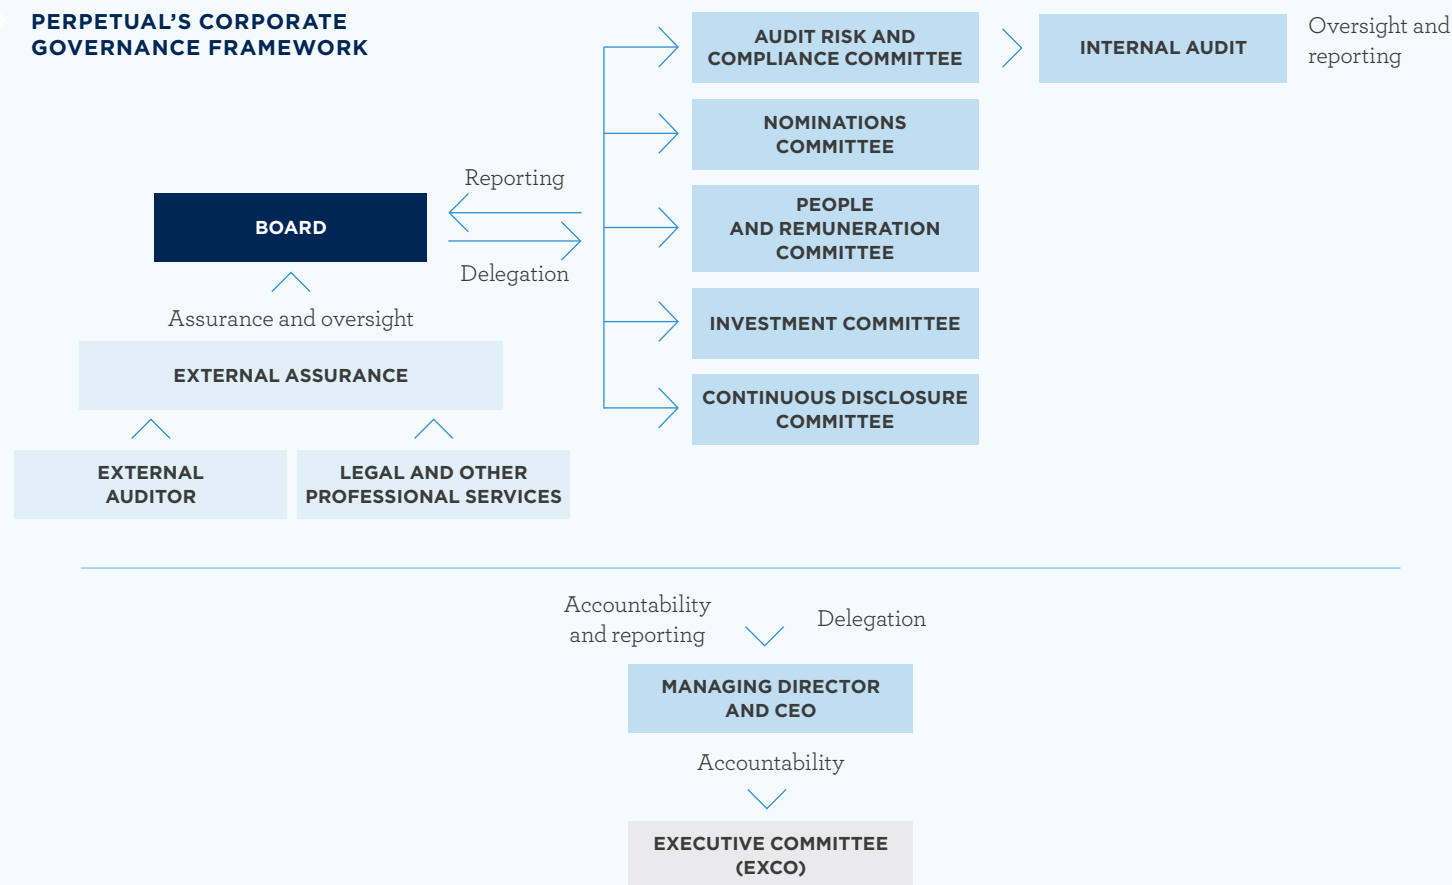 PERPETUAL'S CORPORATE
GOVERNANCE FRAMEWORK
AUDIT RISK AND
COMPLIANCE COMMITTEE
INTERNAL AUDIT
Oversight and
reporting
NOMINATIONS
COMMITTEE
Reporting
BOARD
PEOPLE
AND REMUNERATION
COMMITTEE
Delegation
Assurance and oversight
INVESTMENT COMMITTEE
EXTERNAL ASSURANCE
CONTINUOUS DISCLOSURE
COMMITTEE
EXTERNAL
AUDITOR
LEGAL AND OTHER
PROFESSIONAL SERVICES
Accountability
and reporting
Delegation
MANAGING DIRECTOR
AND CEO
Accountability
EXECUTIVE COMMITTEE
(EXCO)